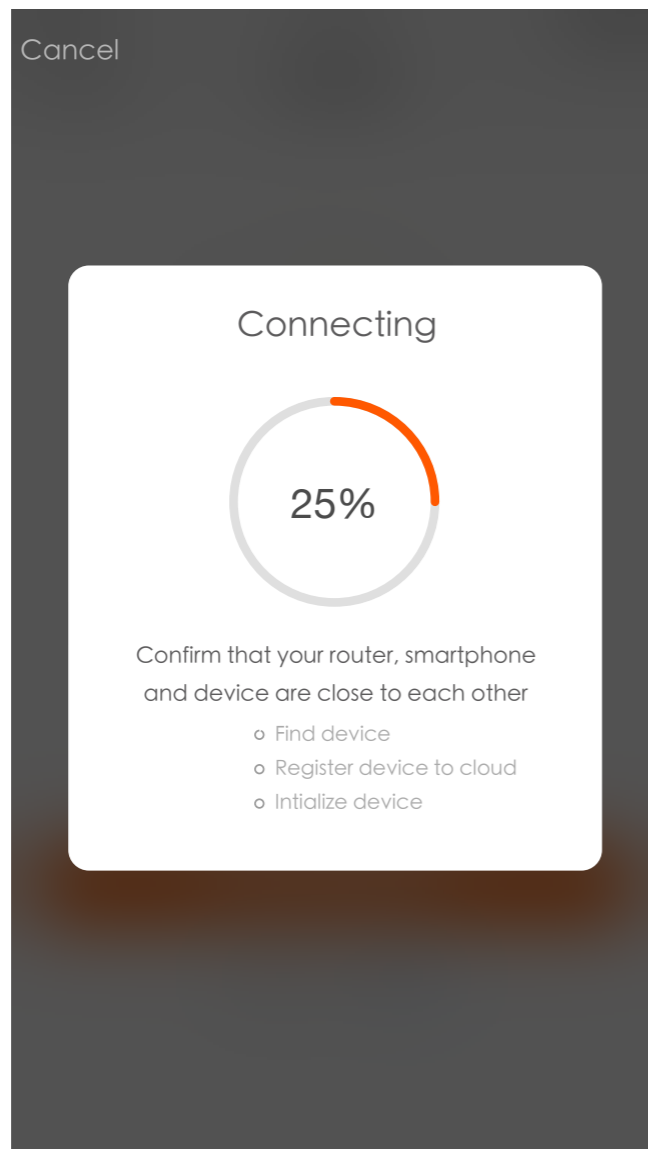 Cancel
Connecting
25%
Confirm that your router, smartphone
and device are close to each other
Find device
Register device to cloud
Intialize device